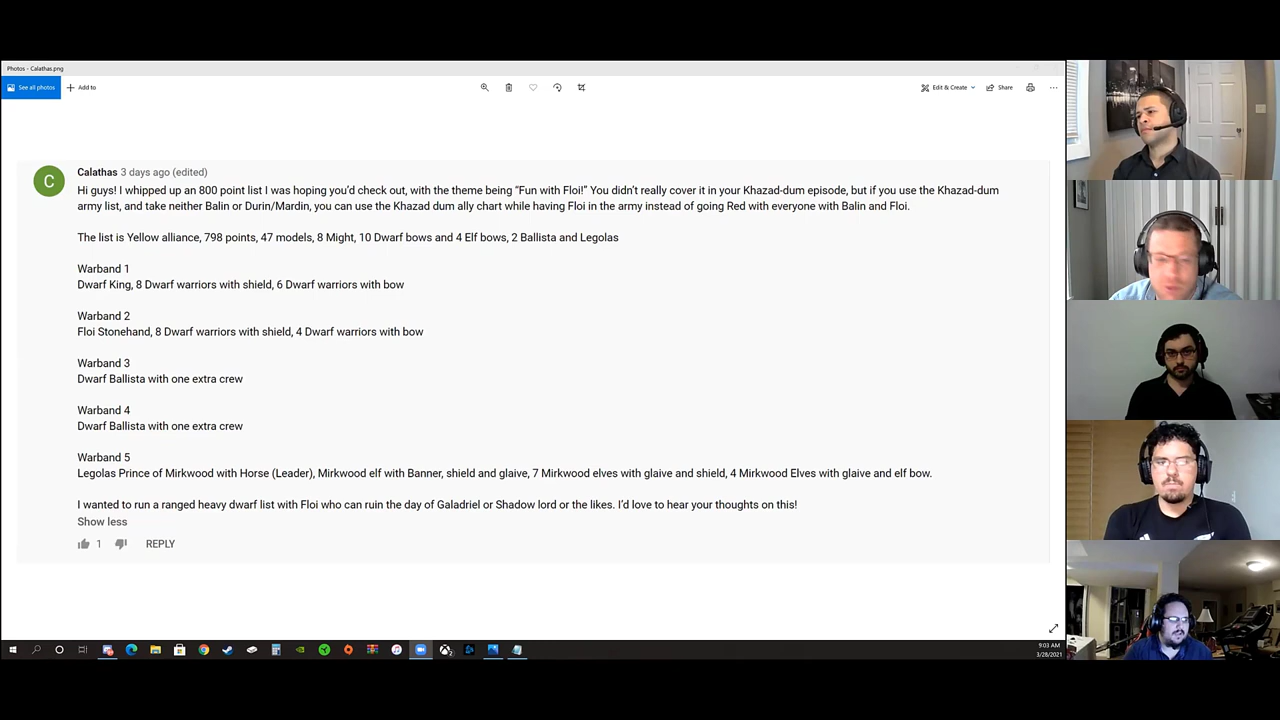 Photos - Calathas.png
See all photos
Add to
Edit & Create
Share
C
Calathas 3 days ago (edited)
Hi guys! I whipped up an 800 point list I was hoping you'd check out, with the theme being “Fun with Floi!” You didn't really cover it in your Khazad-dum episode, but if you use the Khazad-dum
army list, and take neither Balin or Durin/Mardin, you can use the Khazad dum ally chart while having Floi in the army instead of going Red with everyone with Balin and Floi.
The list is Yellow alliance, 798 points, 47 models, 8 Might, 10 Dwarf bows and 4 Elf bows, 2 Ballista and Legolas
Warband 1
Dwarf King, 8 Dwarf warriors with shield, 6 Dwarf warriors with bow
Warband 2
Floi Stonehand, 8 Dwarf warriors with shield, 4 Dwarf warriors with bow
Warband 3
Dwarf Ballista with one extra crew
Warband 4
Dwarf Ballista with one extra crew
Warband 5
Legolas Prince of Mirkwood with Horse (Leader), Mirkwood elf with Banner, shield and glaive, 7 Mirkwood elves with glaive and shield, 4 Mirkwood Elves with glaive and elf bow.
I wanted to run a ranged heavy dwarf list with Floi who can ruin the day of Galadriel or Shadow lord or the likes. I'd love to hear your thoughts on this!
Show less
1
REPLY
9:03 AM
3/28/2021